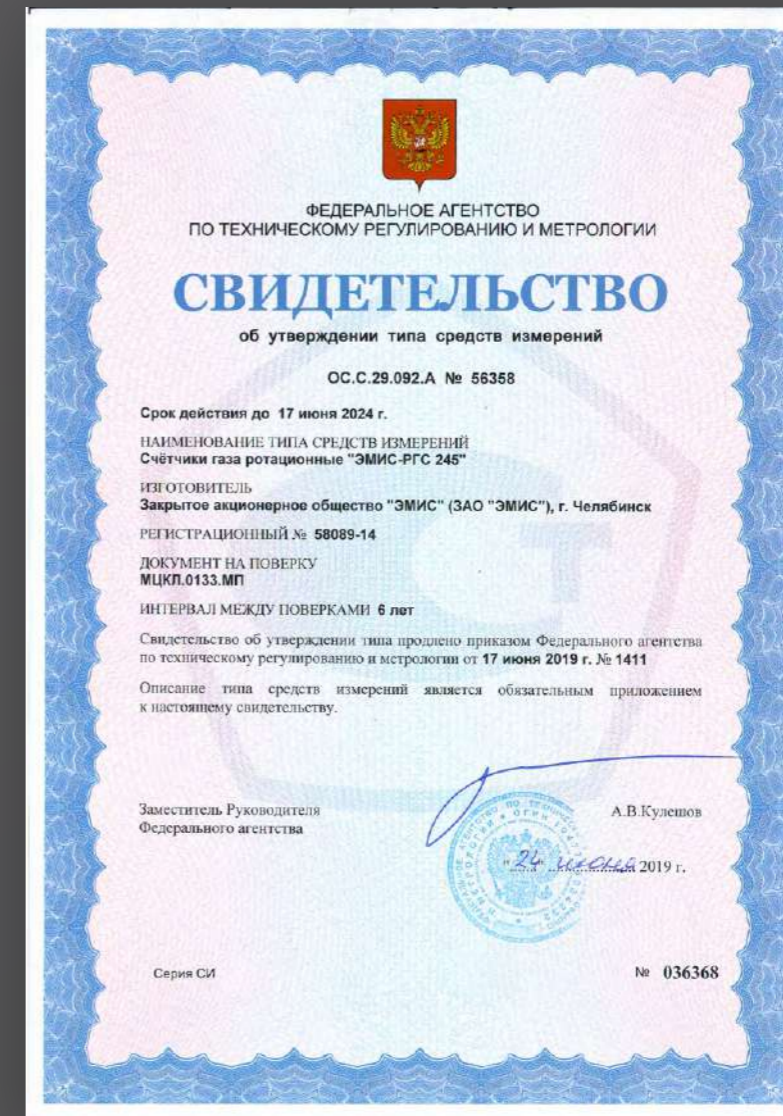 ФЕДЕРАЛЬНОЕ АГЕНТСТВО
ПО ТЕХНИЧЕСКОМУ РЕГУЛИРОВАНИЮ И МЕТРОЛОГИИ
СВИДЕТЕЛЬСТВО
об утверждении типа средств измерений
ОС.С.29.092.А № 56358
Срок действия до 17 июня 2024 г.
НАИМЕНОВАНИЕ ТИПА СРЕДСТВ ИЗМЕРЕНИЙ
Счётчики газа ротационные "ЭМИС-РГС 245"
ИЗГОТОВИТЕЛЬ
Закрытое акционерное общество "ЭМИС" (ЗАО "ЭМИС"), г. Челябинск
РЕГИСТРАЦИОННЫЙ № 58089-14
ДОКУМЕНТ НА ПОВЕРКУ
МЦКЛ.0133.МП
ИНТЕРВАЛ МЕЖДУ ПОВЕРКАМИ 6 лет
Свидетельство об утверждении типа продлено приказом Федерального агентства
по техническому регулированию и метрологии от 17 июня 2019 г. № 1411
Описание типа средств измерений является обязательным приложением
к настоящему свидетельству.
Заместитель Руководителя
Федерального агентства
А.В.Кулешов
"24" июня 2019 г.
Серия СИ
№ 036368